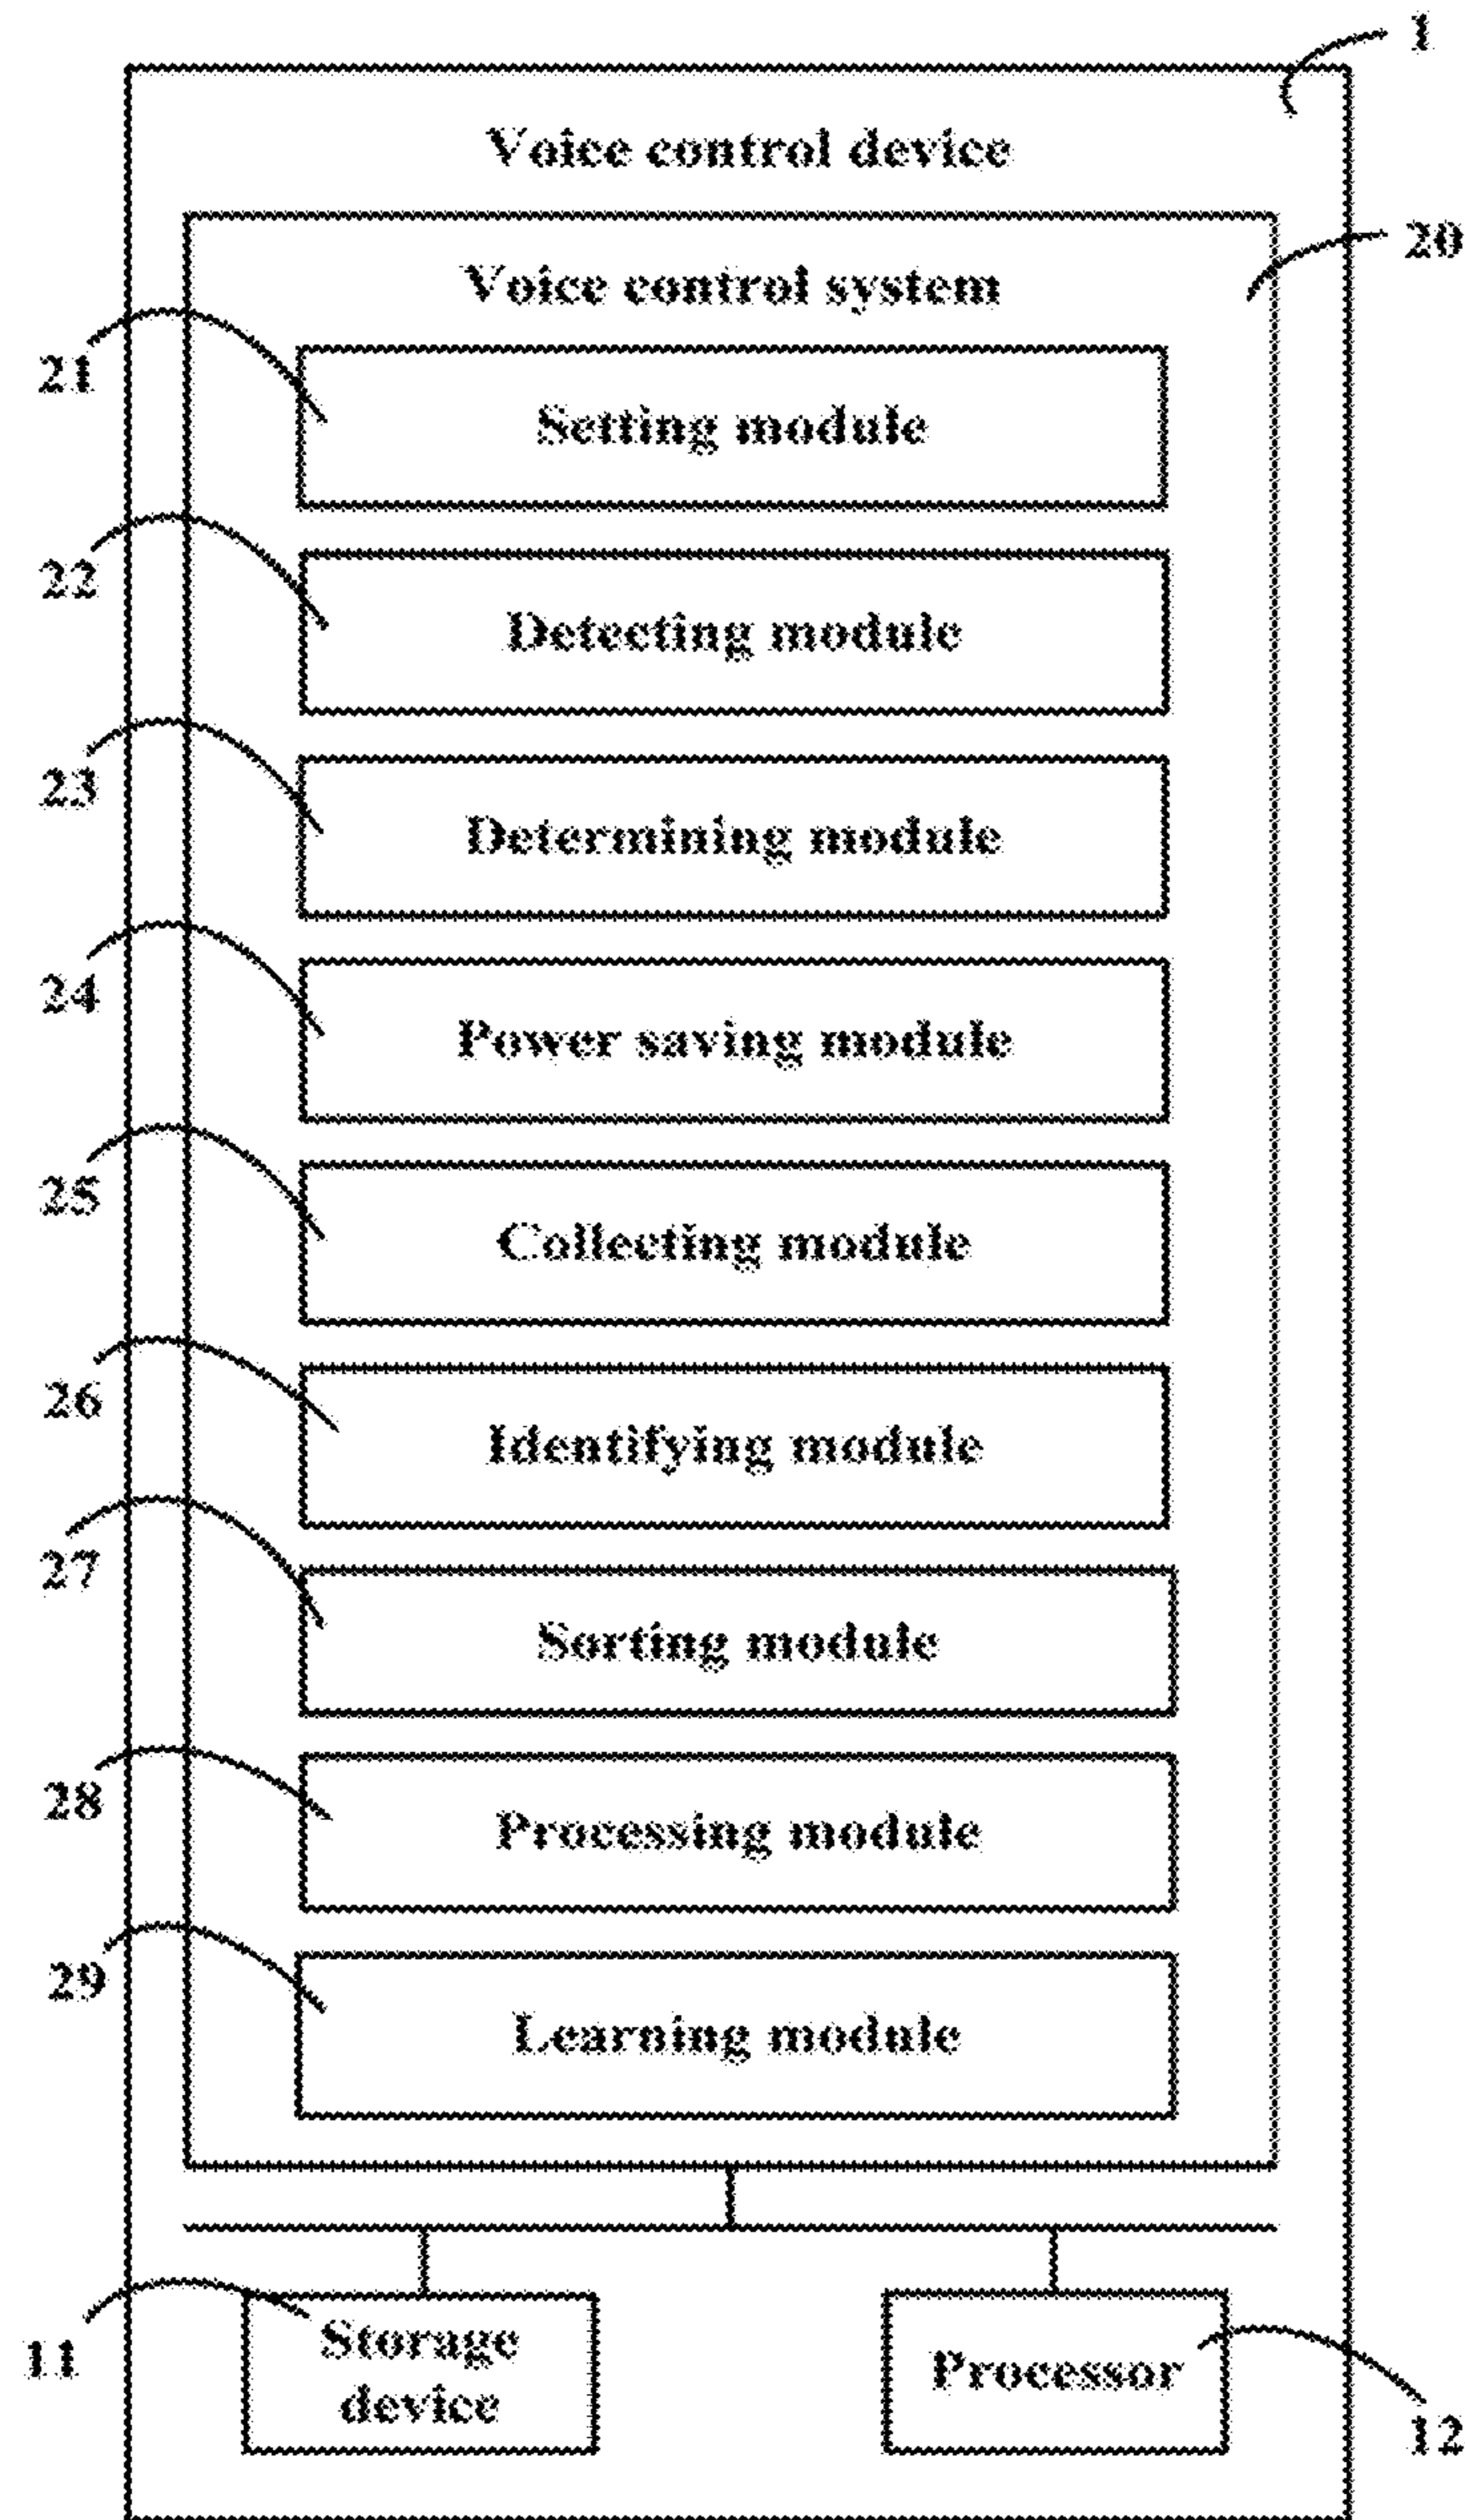 1
Voice control device
20
Voice control system
21
Setting module
22
Detecting module
23
Determining module
24
Power saving module
25
Collecting module
26
Identifying module
27
Sorting module
28
Processing module
29
Learning module
11
Storage
device
Processor
12